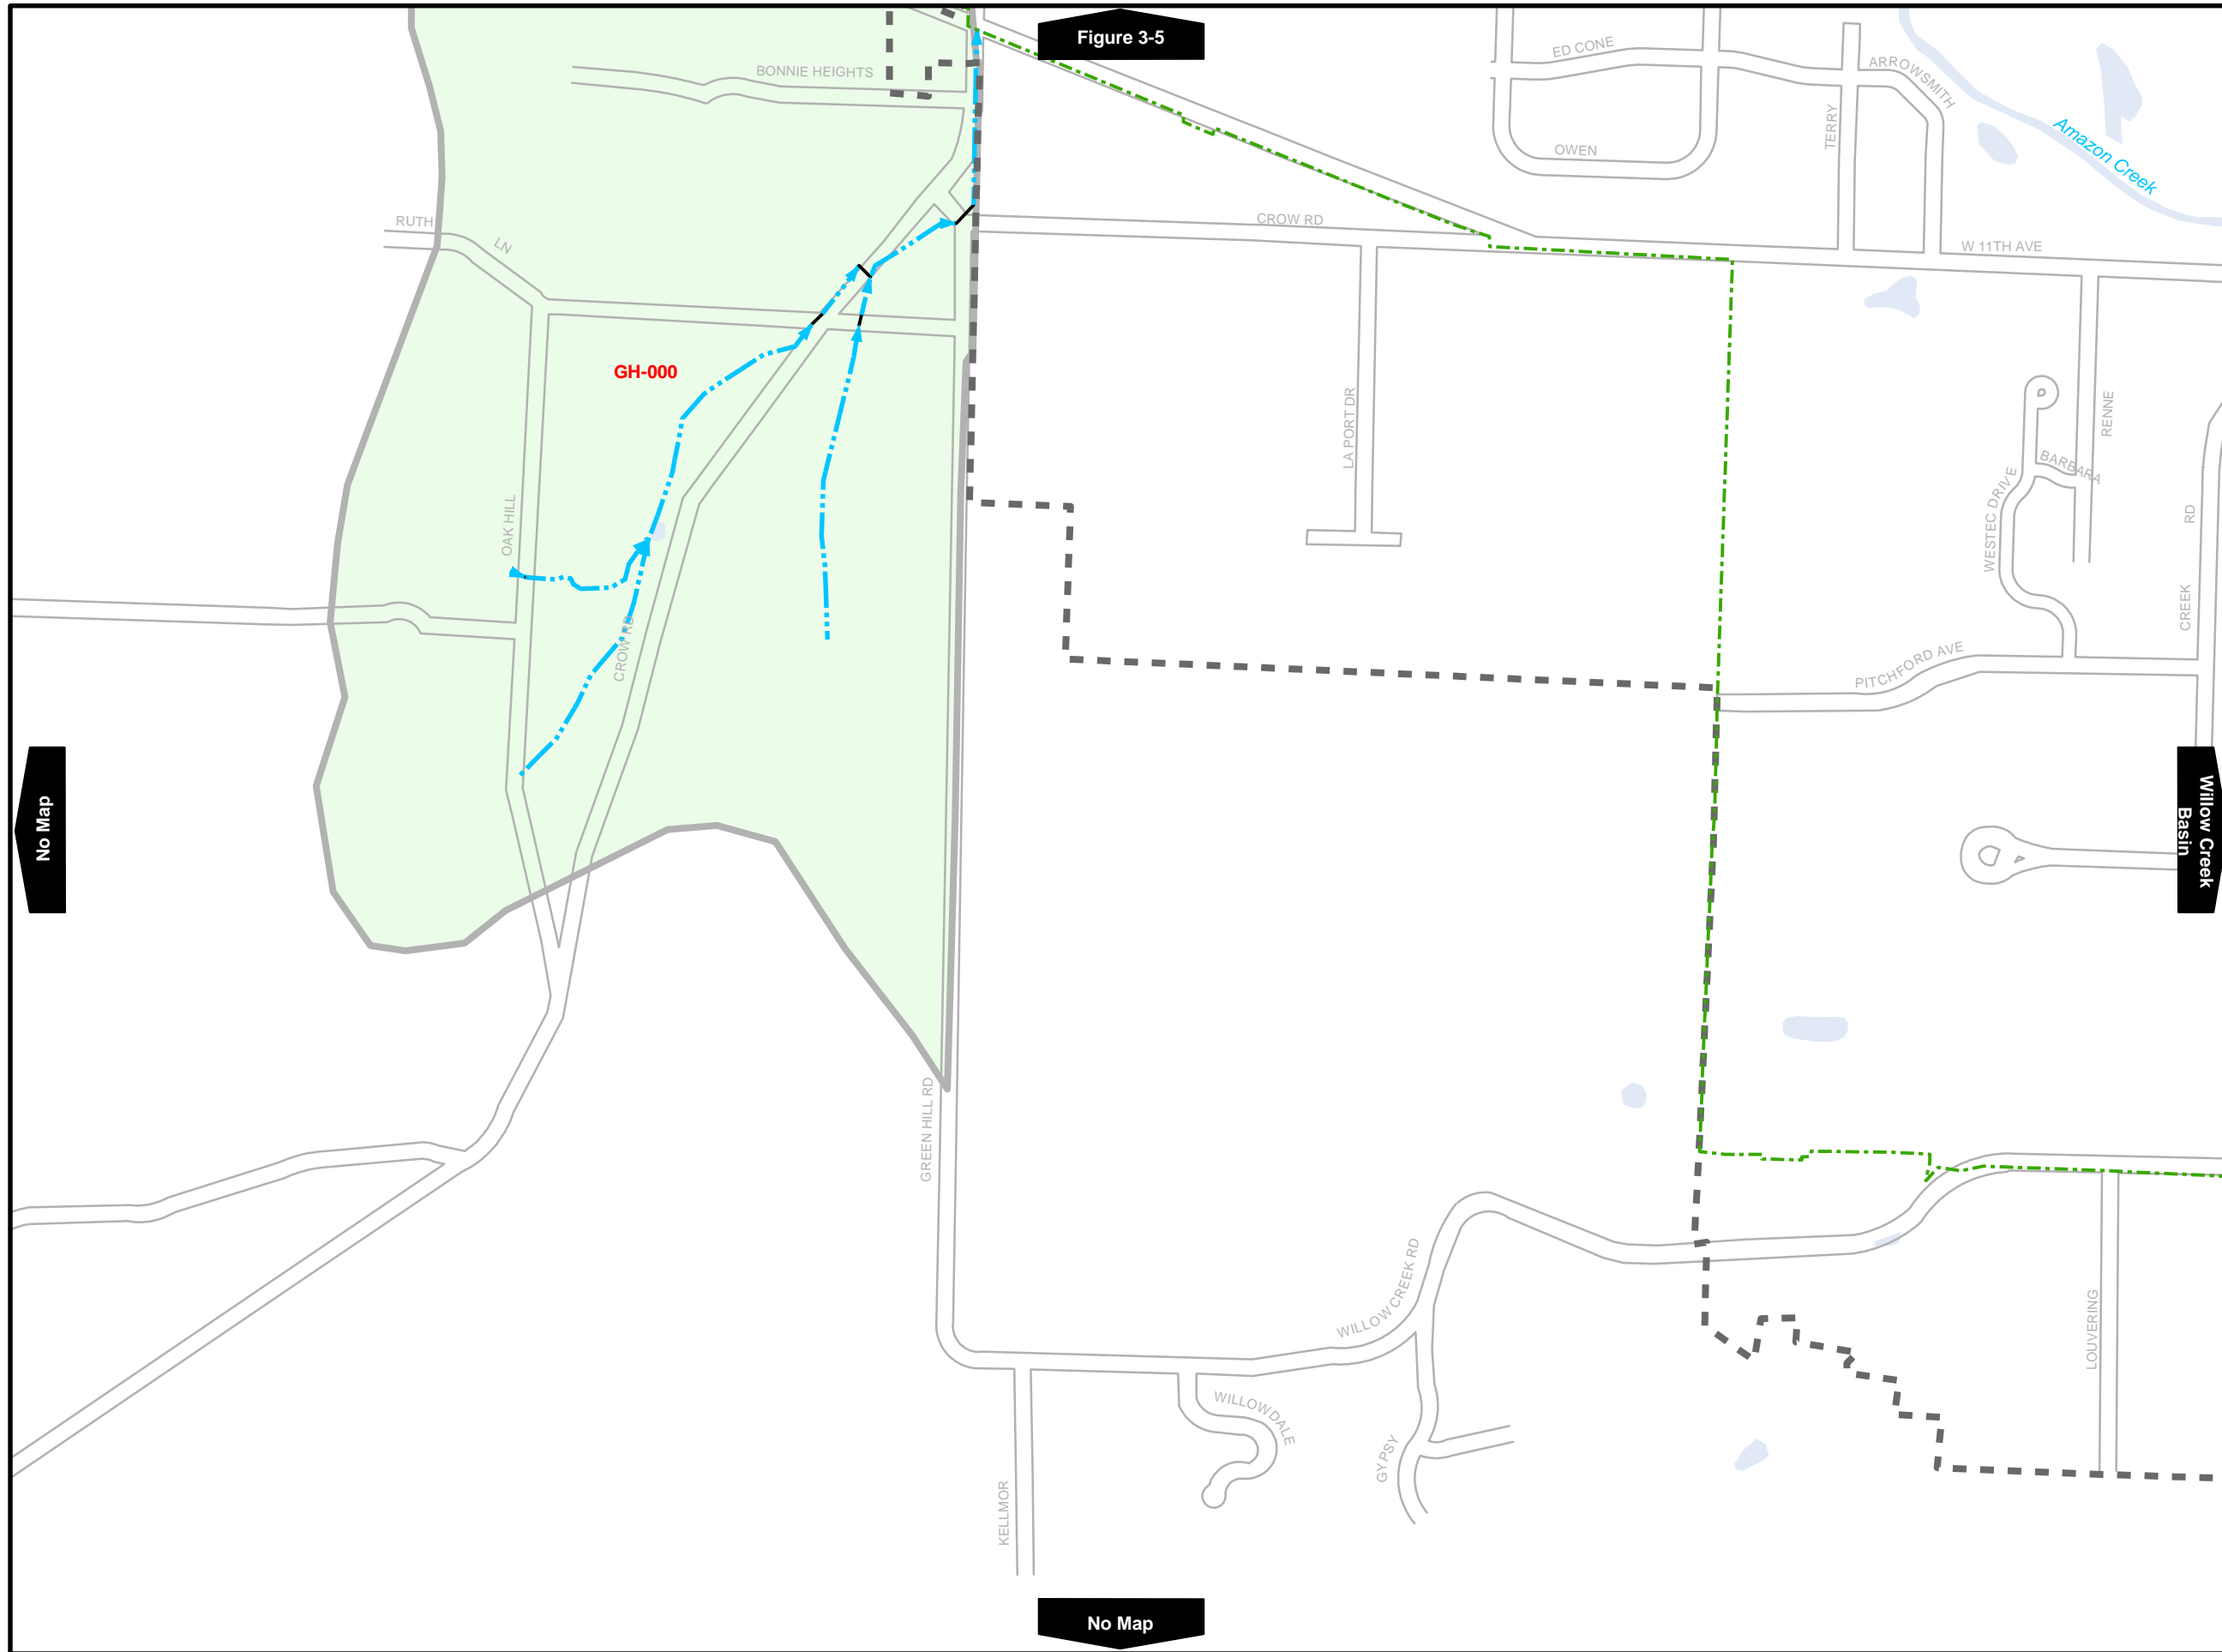 Figure 3-5
ED CONE
ARROWSMITH
BONNIE HEIGHTS
TERRY
Amazon Creek
OWEN
RUTH
LN
CROW RD
W 11TH AVE
GH-000
LA PORT DR
RENNE
BARBARA
WESTEC DRIVE
OAK HILL
CREEK
RD
CROW RD
PITCHFORD AVE
No Map
Willow Creek
Basin
GREEN HILL RD
WILLOW CREEK RD
LOUVERING
WILLOWDALE
GYPSY
KELLMOR
No Map